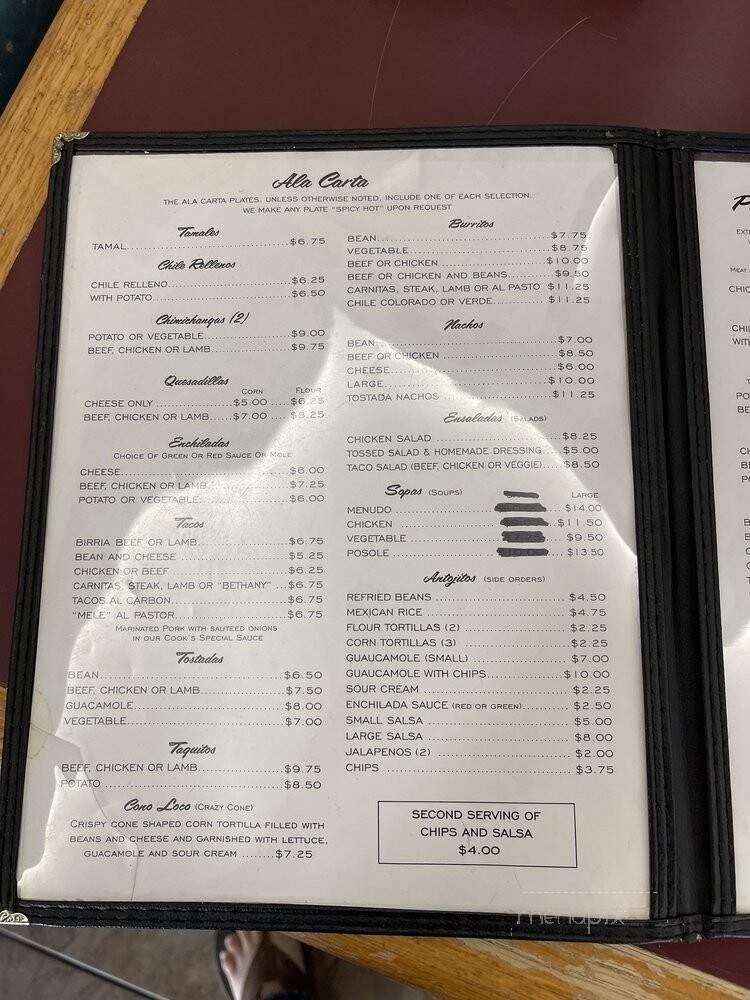 Ala Carta
THE ALA CARTA PLATES, UNLESS OTHERWISE NOTED, INCLUDE ONE OF EACH SELECTION.
WE MAKE ANY PLATE "SPICY HOT" UPON REQUEST
Tamales
TAMAL $6.75
Chile Rellenos
CHILE RELLENO $6.25
WITH POTATO $6.50
Chimichangas (2)
POTATO OR VEGETABLE $9.00
BEEF, CHICKEN OR LAMB $9.75
Quesadillas
CORN FLOUR
CHEESE ONLY $5.00 $6.25
BEEF, CHICKEN OR LAMB $7.00 $8.25
Enchiladas
CHOICE OF GREEN OR RED SAUCE OR MOLE
CHEESE $6.00
BEEF, CHICKEN OR LAMB $7.25
POTATO OR VEGETABLE $6.00
Tacos
BIRRIA BEEF OR LAMB $6.75
BEAN AND CHEESE $5.25
CHICKEN OR BEEF $6.25
CARNITAS, STEAK, LAMB OR "BETHANY" $6.75
TACOS AL CARBON $6.75
"MELE" AL PASTOR $6.75
MARINATED PORK WITH SAUTEED ONIONS
IN OUR COOK'S SPECIAL SAUCE
Tostadas
BEAN $6.50
BEEF, CHICKEN OR LAMB $7.50
GUACAMOLE $8.00
VEGETABLE $7.00
Taquitos
BEEF, CHICKEN OR LAMB $9.75
POTATO $8.50
Cono Loco (CRAZY CONE)
CRISPY CONE SHAPED CORN TORTILLA FILLED WITH
BEANS AND CHEESE AND GARNISHED WITH LETTUCE,
GUACAMOLE AND SOUR CREAM $7.25
Burritos
BEAN $7.75
VEGETABLE $8.75
BEEF OR CHICKEN $10.00
BEEF OR CHICKEN AND BEANS $9.50
CARNITAS, STEAK, LAMB OR AL PASTO $11.25
CHILE COLORADO OR VERDE $11.25
Nachos
BEAN $7.00
BEEF OR CHICKEN $8.50
CHEESE $6.00
LARGE $10.00
TOSTADA NACHOS $11.25
Ensaladas (SALADS)
CHICKEN SALAD $8.25
TOSSED SALAD & HOMEMADE DRESSING $5.00
TACO SALAD (BEEF, CHICKEN OR VEGGIE) $8.50
Sopas (SOUPS) LARGE
MENUDO $14.00
CHICKEN $11.50
VEGETABLE $9.50
POSOLE $13.50
Antojitos (SIDE ORDERS)
REFRIED BEANS $4.50
MEXICAN RICE $4.75
FLOUR TORTILLAS (2) $2.25
CORN TORTILLAS (3) $2.25
GUAUCAMOLE (SMALL) $7.00
GUAUCAMOLE WITH CHIPS $10.00
SOUR CREAM $2.25
ENCHILADA SAUCE (RED OR GREEN) $2.50
SMALL SALSA $5.00
LARGE SALSA $8.00
JALAPENOS (2) $2.00
CHIPS $3.75
SECOND SERVING OF
CHIPS AND SALSA
$4.00
menupix